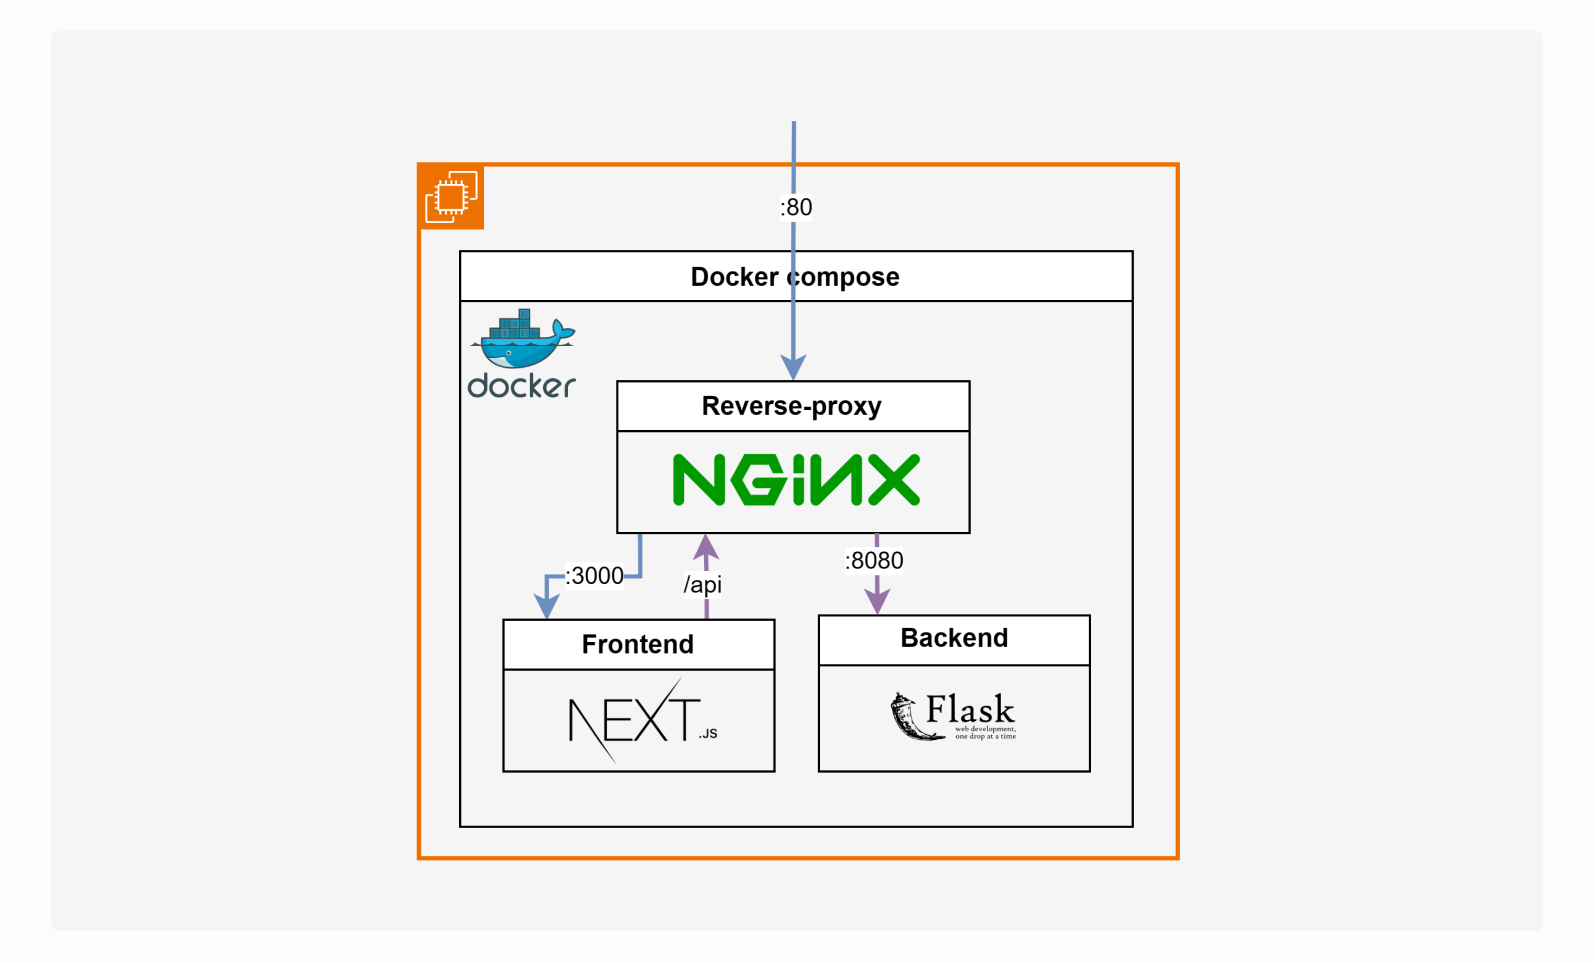 :80
Docker compose
docker
Reverse-proxy
NGiNX
:3000
/api
:8080
Frontend
NEXT.JS
Backend
Flask
web development,
one drop at a time